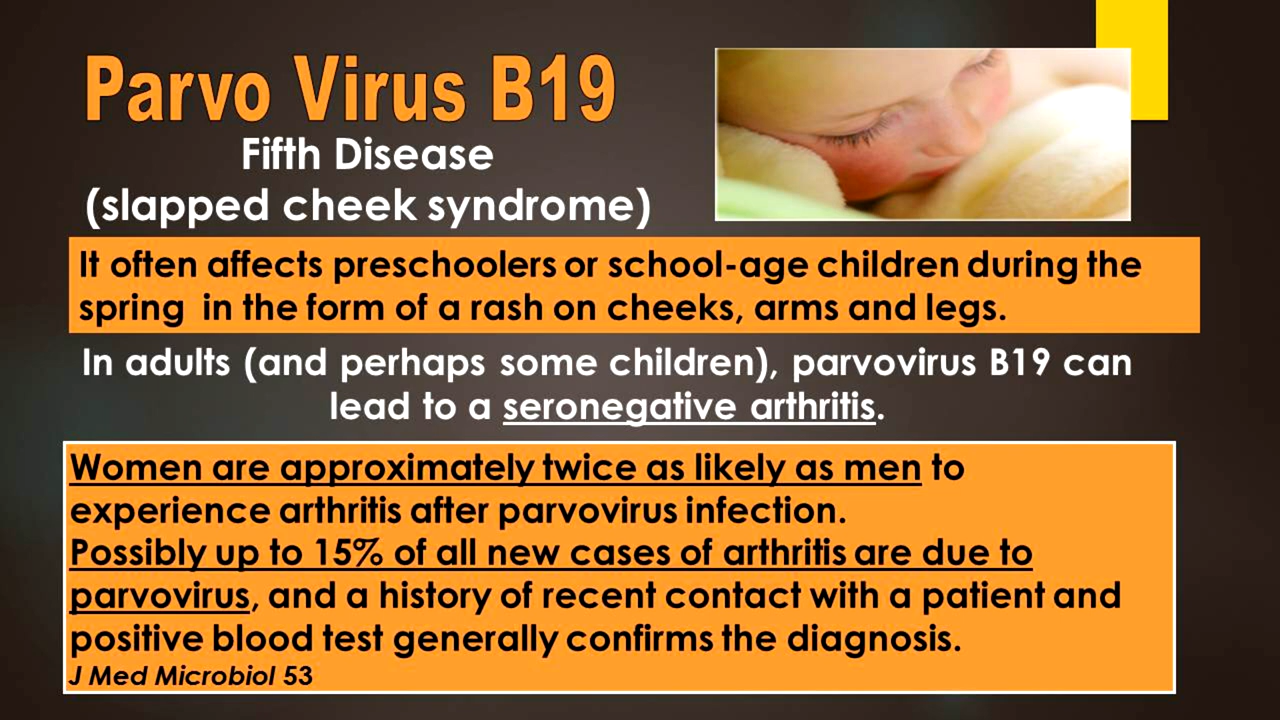 Parvo Virus B19
Fifth Disease
(slapped cheek syndrome)
It often affects preschoolers or school-age children during the
spring in the form of a rash on cheeks, arms and legs.
In adults (and perhaps some children), parvovirus B19 can
lead to a seronegative arthritis.
Women are approximately twice as likely as men to
experience arthritis after parvovirus infection.
Possibly up to 15% of all new cases of arthritis are due to
parvovirus, and a history of recent contact with a patient and
positive blood test generally confirms the diagnosis.
J Med Microbiol 53